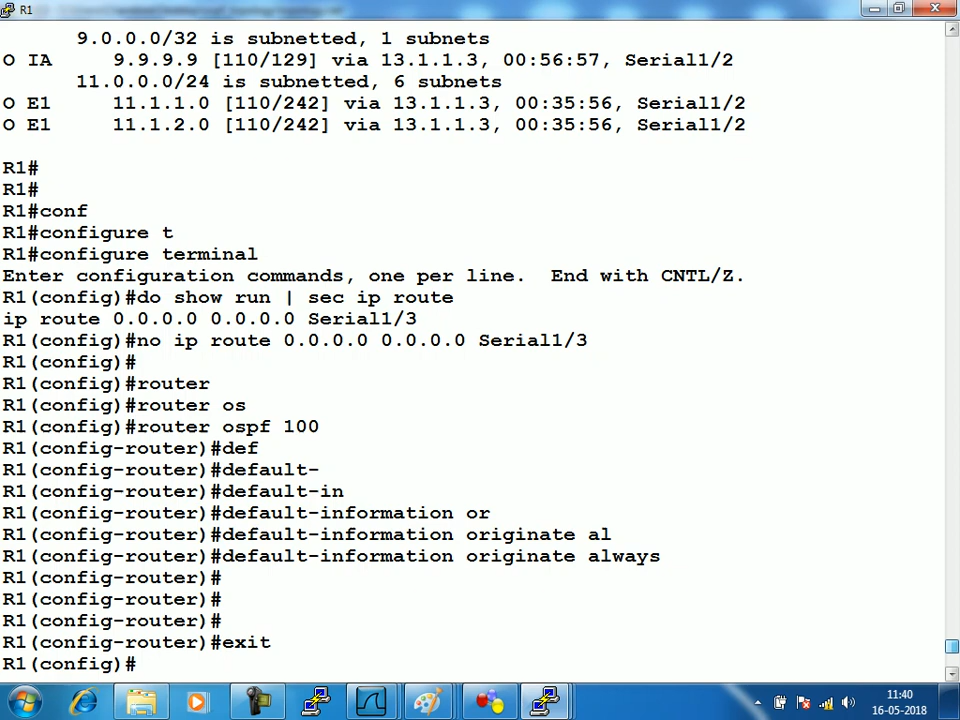 R1
9.0.0.0/32 is subnetted, 1 subnets
O IA     9.9.9.9 [110/129] via 13.1.1.3, 00:56:57, Serial1/2
11.0.0.0/24 is subnetted, 6 subnets
O E1     11.1.1.0 [110/242] via 13.1.1.3, 00:35:56, Serial1/2
O E1     11.1.2.0 [110/242] via 13.1.1.3, 00:35:56, Serial1/2
R1#
R1#
R1#conf
R1#configure t
R1#configure terminal
Enter configuration commands, one per line.  End with CNTL/Z.
R1(config)#do show run | sec ip route
ip route 0.0.0.0 0.0.0.0 Serial1/3
R1(config)#no ip route 0.0.0.0 0.0.0.0 Serial1/3
R1(config)#
R1(config)#router
R1(config)#router os
R1(config)#router ospf 100
R1(config-router)#def
R1(config-router)#default-
R1(config-router)#default-in
R1(config-router)#default-information or
R1(config-router)#default-information originate al
R1(config-router)#default-information originate always
R1(config-router)#
R1(config-router)#
R1(config-router)#
R1(config-router)#exit
R1(config)#
11:40
16-05-2018